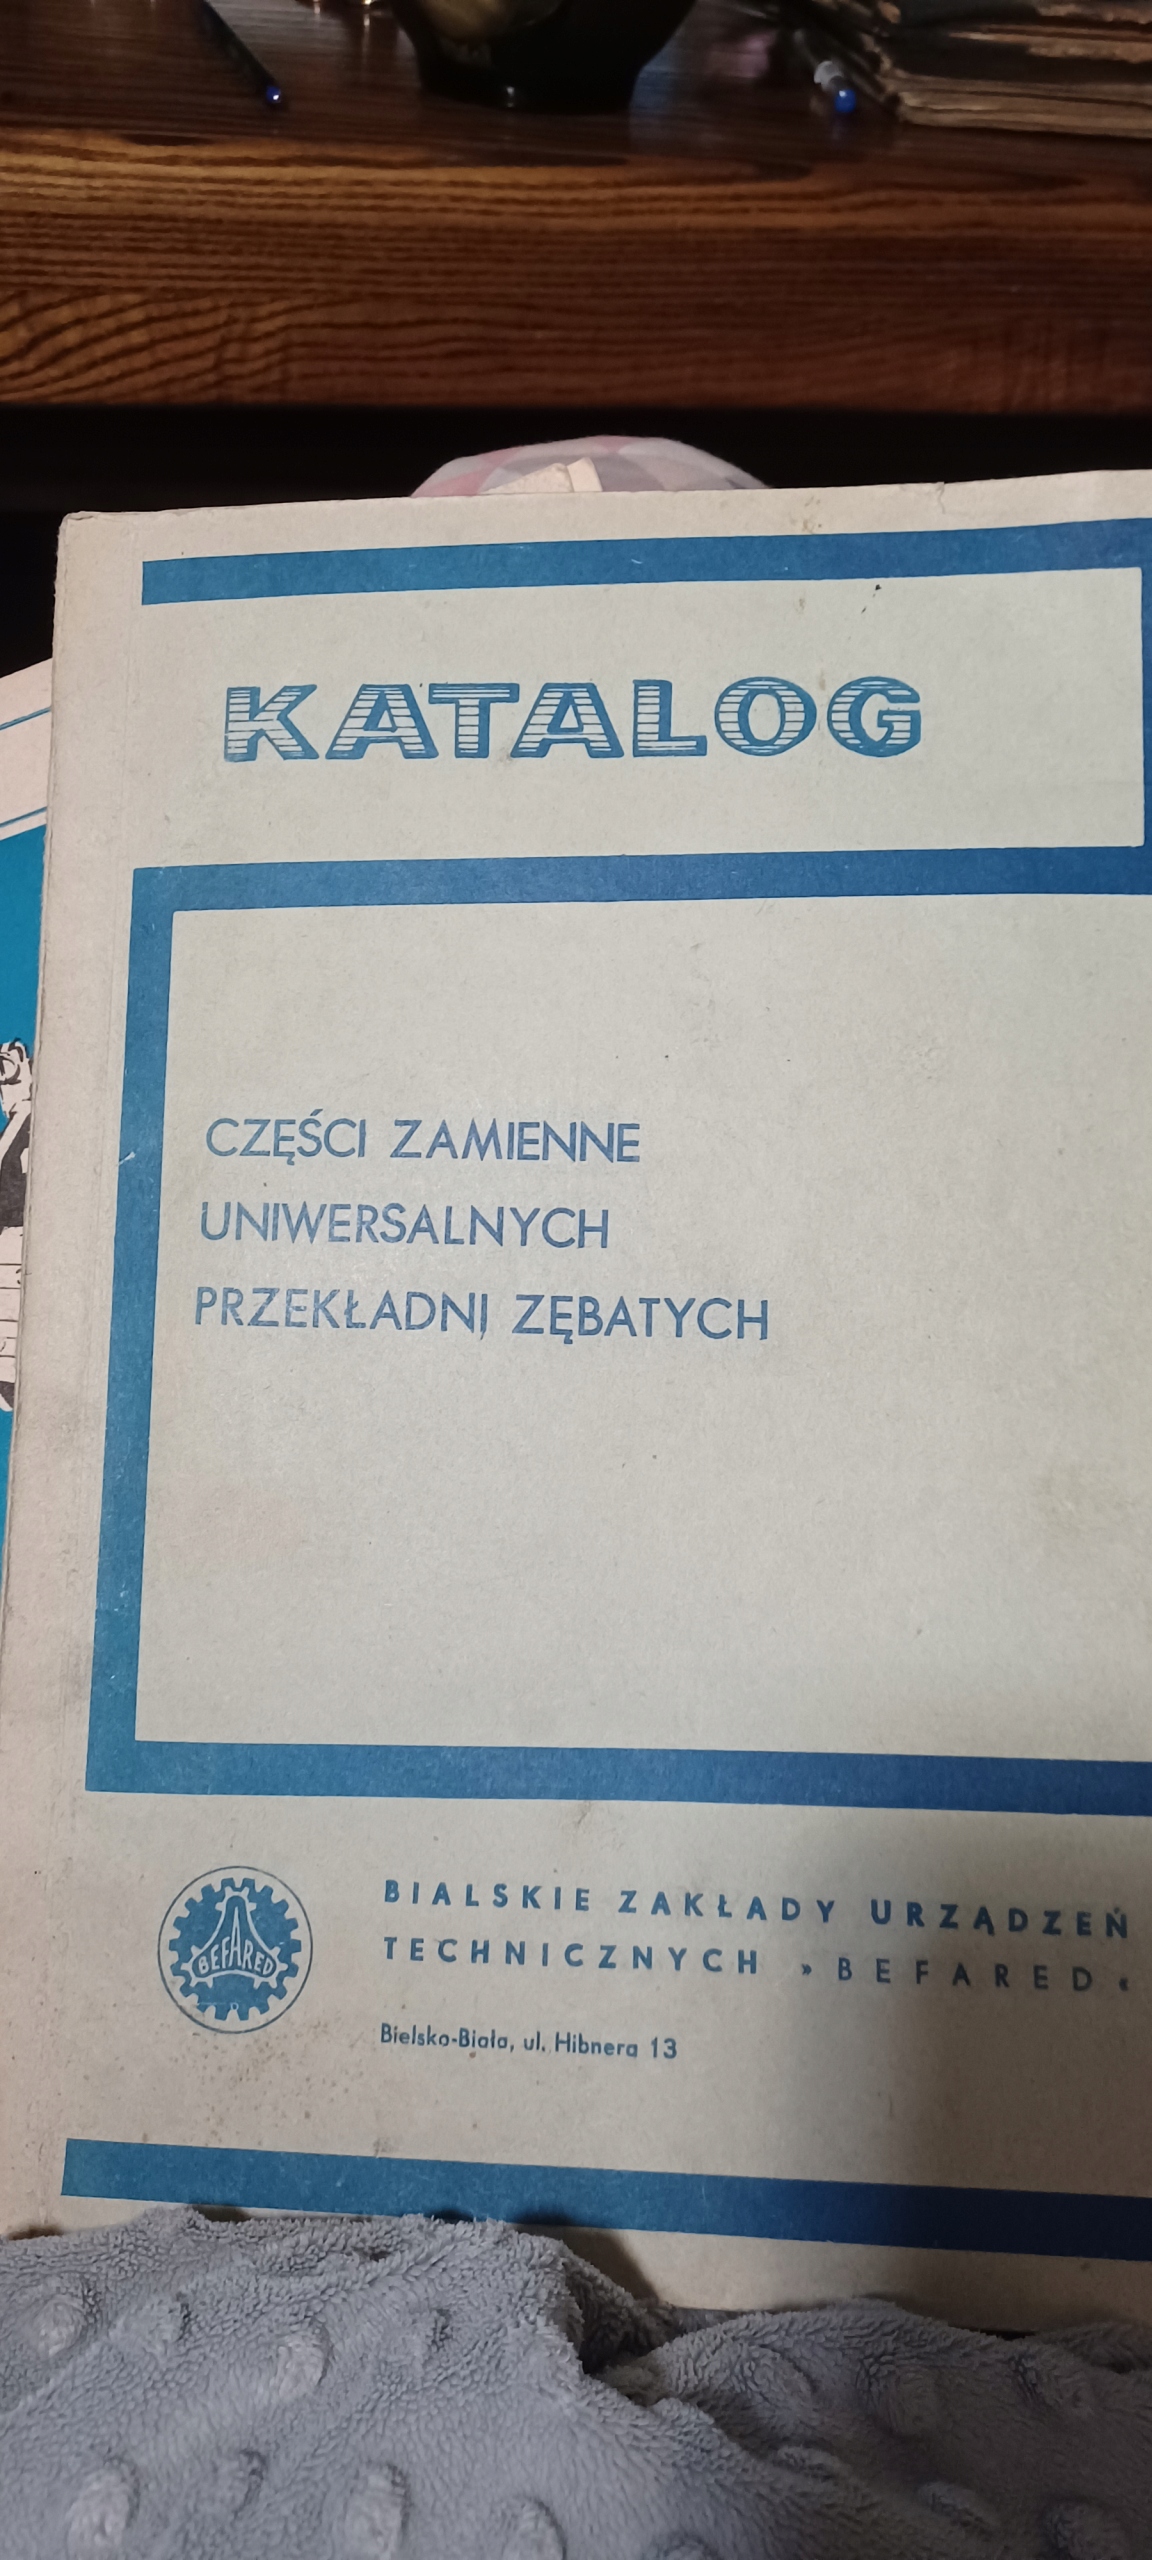 KATALOG
CZĘŚCI ZAMIENNE
UNIWERSALNYCH
PRZEKŁADNI ZĘBATYCH
BEFARED
BIALSKIE ZAKŁADY URZĄDZEŃ
TECHNICZNYCH »BEFARED«
Bielsko-Biała, ul. Hibnera 13